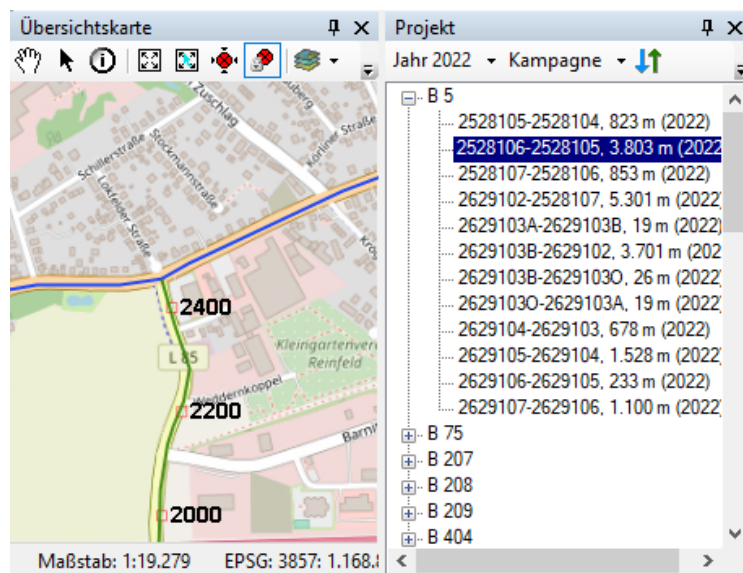 Übersichtskarte
Zuschlag
Schillerstraße
Stockmannstraße
Lokfelder Straße
Körliner Straße
2400
L 85
Kleingartenvere
Reinfeld
Weddernkoppel
2200
Barni
2000
Maßstab: 1:19.279 EPSG: 3857: 1.168.
Projekt
Jahr 2022 Kampagne
B 5
2528105-2528104, 823 m (2022)
2528106-2528105, 3.803 m (2022
2528107-2528106, 853 m (2022)
2629102-2528107, 5.301 m (2022)
2629103A-2629103B, 19 m (2022)
2629103B-2629102, 3.701 m (202
2629103B-2629103O, 26 m (2022)
2629103O-2629103A, 19 m (2022)
2629104-2629103, 678 m (2022)
2629105-2629104, 1.528 m (2022)
2629106-2629105, 233 m (2022)
2629107-2629106, 1.100 m (2022)
B 75
B 207
B 208
B 209
B 404